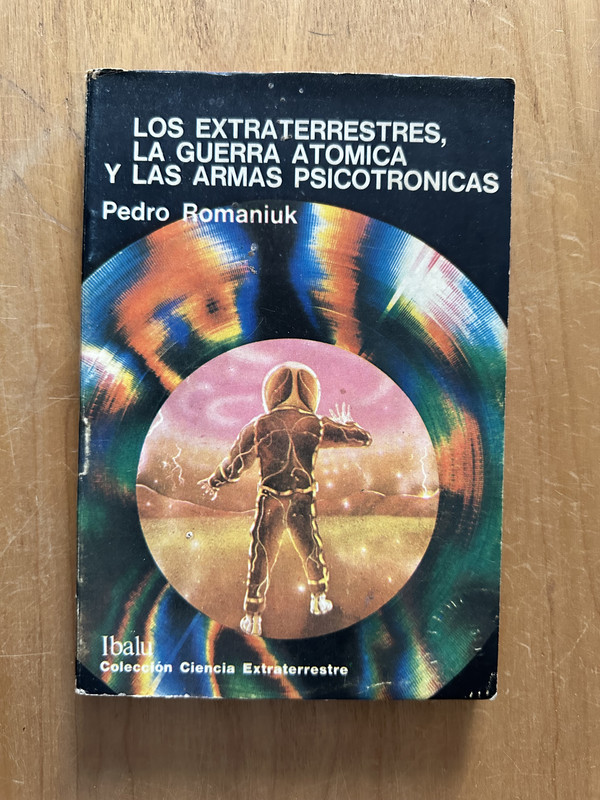 LOS EXTRATERRESTRES,
LA GUERRA ATOMICA
Y LAS ARMAS PSICOTRONICAS
Pedro Romaniuk
Ibalu
Colección Ciencia Extraterrestre